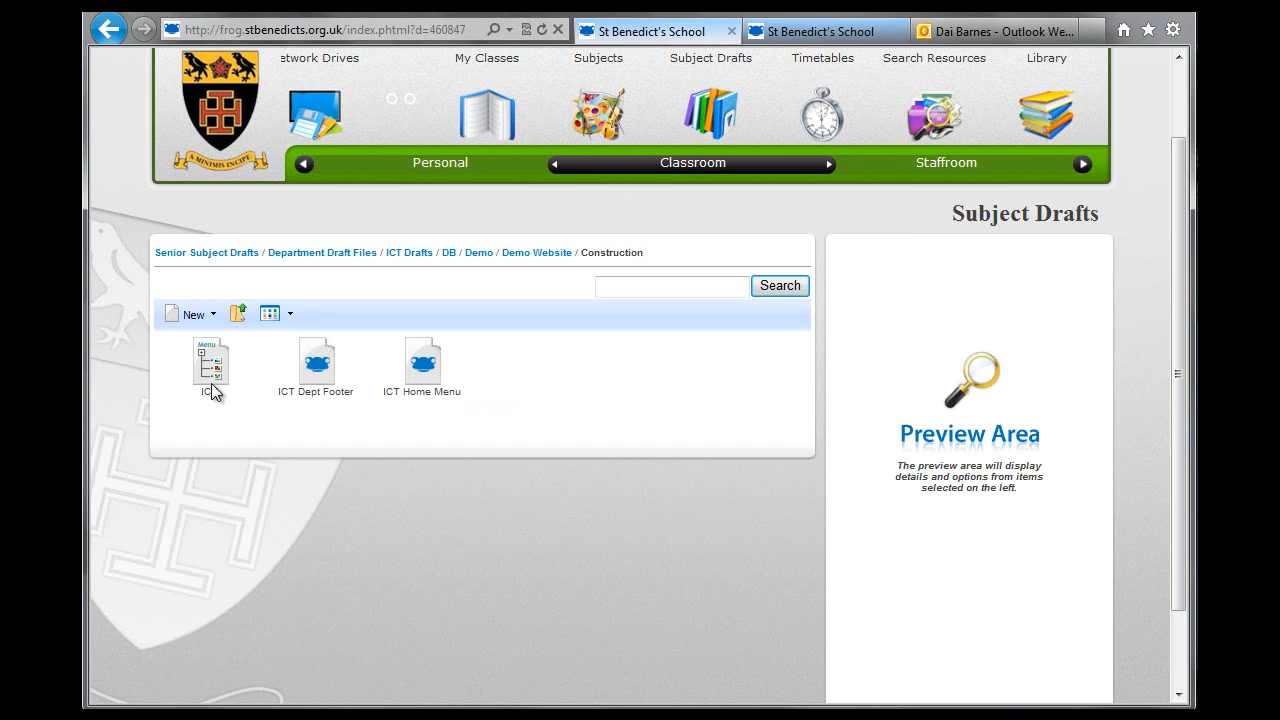 http://frog.stbenedicts.org.uk/index.phtml?d=460847
St Benedict's School
St Benedict's School
Dai Barnes - Outlook We...
etwork Drives
My Classes
Subjects
Subject Drafts
Timetables
Search Resources
Library
A MINIMIS INCIPE
Personal
Classroom
Staffroom
Subject Drafts
Senior Subject Drafts / Department Draft Files / ICT Drafts / DB / Demo / Demo Website / Construction
Search
New
Menu
ICT Dept Footer
ICT Home Menu
Preview Area
The preview area will display
details and options from items
selected on the left.